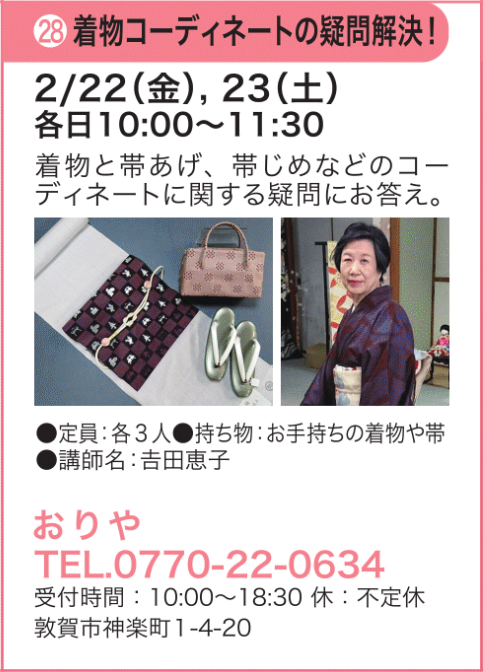 ㉘ 着物コーディネートの疑問解決！
2/22（金）, 23（土）
各日10:00〜11:30
着物と帯あげ、帯じめなどのコー
ディネートに関する疑問にお答え。
●定員：各３人●持ち物：お手持ちの着物や帯
●講師名：𠮷田恵子
おりや
TEL.0770-22-0634
受付時間：10:00〜18:30 休：不定休
敦賀市神楽町1-4-20